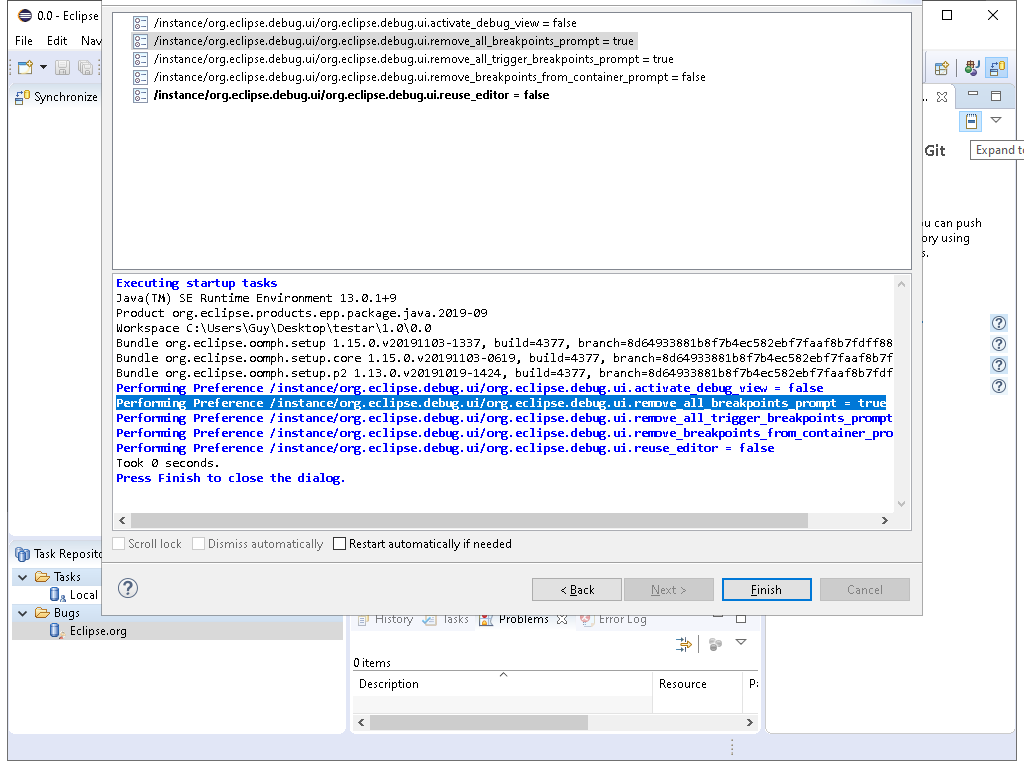 0.0 - Eclipse
File Edit Nav
Synchronize
/instance/org.eclipse.debug.ui/org.eclipse.debug.ui.activate_debug_view = false
/instance/org.eclipse.debug.ui/org.eclipse.debug.ui.remove_all_breakpoints_prompt = true
/instance/org.eclipse.debug.ui/org.eclipse.debug.ui.remove_all_trigger_breakpoints_prompt = true
/instance/org.eclipse.debug.ui/org.eclipse.debug.ui.remove_breakpoints_from_container_prompt = false
/instance/org.eclipse.debug.ui/org.eclipse.debug.ui.reuse_editor = false
Git
Expand to
u can push
ory using
s.
Executing startup tasks
Java(TM) SE Runtime Environment 13.0.1+9
Product org.eclipse.products.epp.package.java.2019-09
Workspace C:\Users\Guy\Desktop\testar\1.0\0.0
Bundle org.eclipse.oomph.setup 1.15.0.v20191103-1337, build=4377, branch=8d64933881b8f7b4ec582ebf7faaf8b7fdff88
Bundle org.eclipse.oomph.setup.core 1.15.0.v20191103-0619, build=4377, branch=8d64933881b8f7b4ec582ebf7faaf8b7f
Bundle org.eclipse.oomph.setup.p2 1.13.0.v20191019-1424, build=4377, branch=8d64933881b8f7b4ec582ebf7faaf8b7fdf
Performing Preference /instance/org.eclipse.debug.ui/org.eclipse.debug.ui.activate_debug_view = false
Performing Preference /instance/org.eclipse.debug.ui/org.eclipse.debug.ui.remove_all_breakpoints_prompt = true
Performing Preference /instance/org.eclipse.debug.ui/org.eclipse.debug.ui.remove_all_trigger_breakpoints_prompt
Performing Preference /instance/org.eclipse.debug.ui/org.eclipse.debug.ui.remove_breakpoints_from_container_pro
Performing Preference /instance/org.eclipse.debug.ui/org.eclipse.debug.ui.reuse_editor = false
Took 0 seconds.
Press Finish to close the dialog.
Scroll lock Dismiss automatically Restart automatically if needed
< Back Next > Finish Cancel
Task Reposito
Tasks
Local
Bugs
Eclipse.org
History Tasks Problems Error Log
0 items
Description Resource Pa